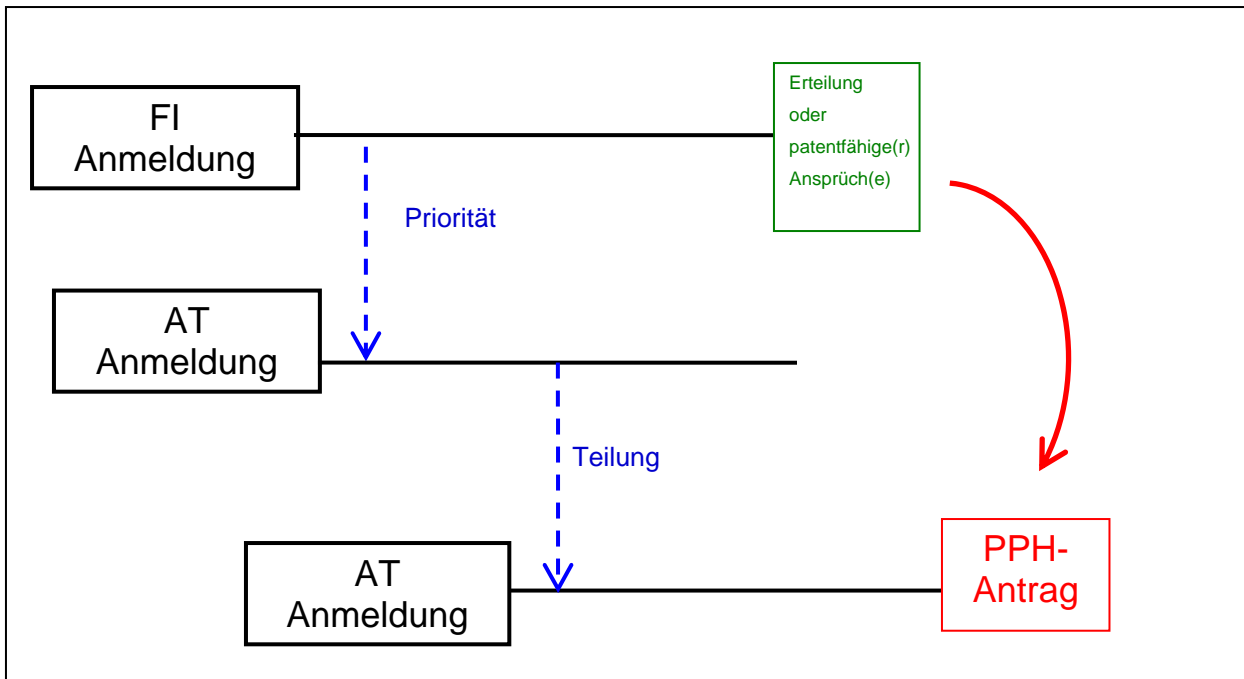 FI
Anmeldung
Erteilung
oder
patentfähige(r)
Ansprüch(e)
Priorität
AT
Anmeldung
Teilung
AT
Anmeldung
PPH-
Antrag